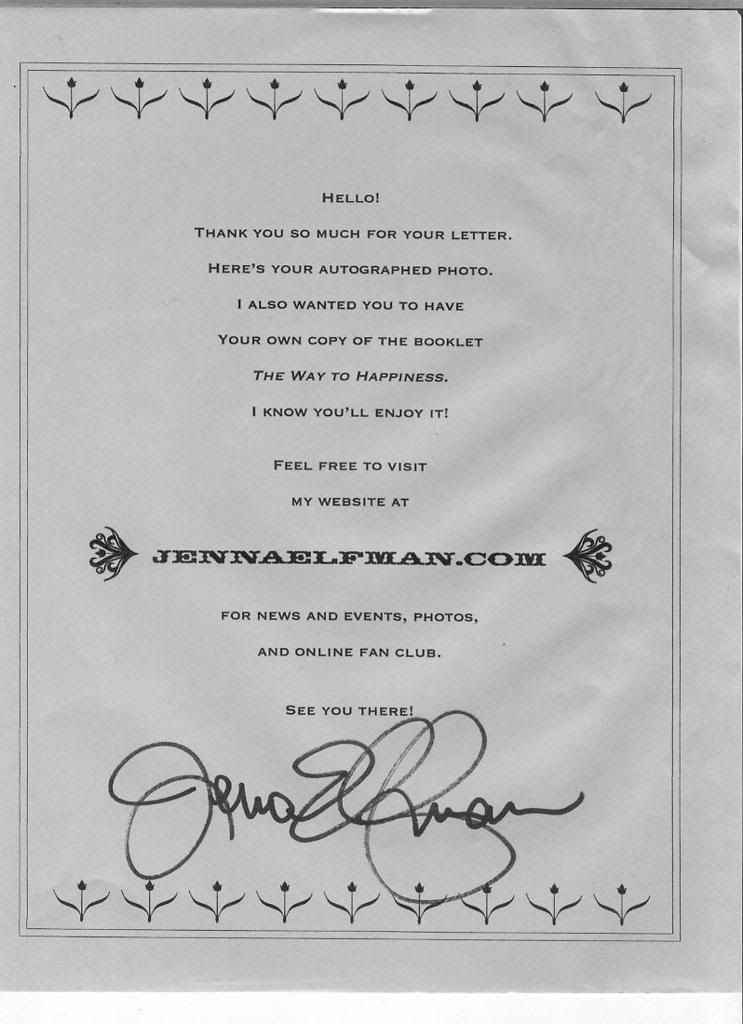 Hello!
Thank you so much for your letter.
Here's your autographed photo.
I also wanted you to have
Your own copy of the booklet
The Way to Happiness.
I know you'll enjoy it!
Feel free to visit
my website at
JENNAELFMAN.COM
for news and events, photos,
and online fan club.
See you there!
Jenna Elfman